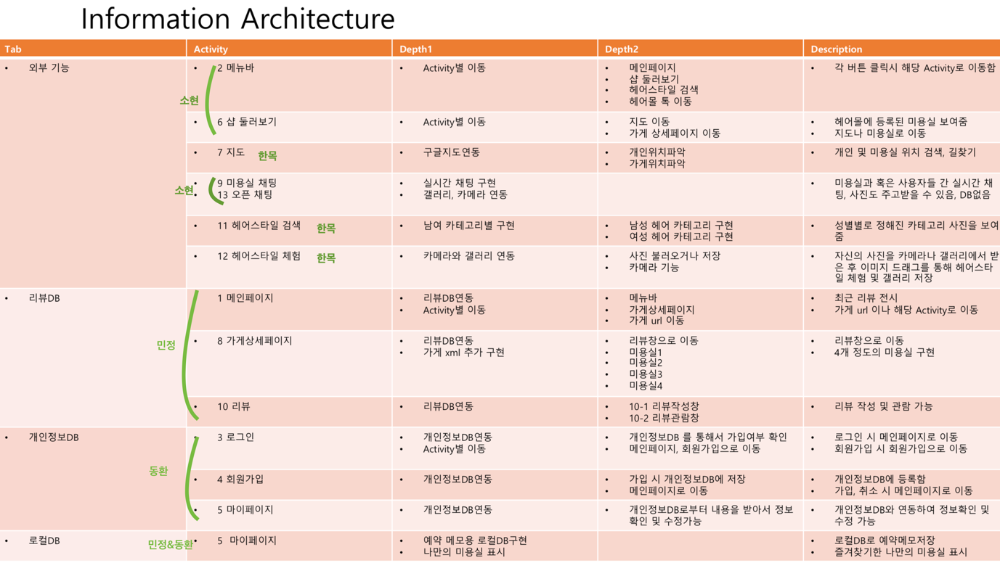 Information Architecture
Tab Activity Depth1 Depth2 Description
• 외부 기능
소현
• 2 메뉴바
• Activity별 이동
• 메인페이지
• 샵 둘러보기
• 헤어스타일 검색
• 헤어몰 톡 이동
• 각 버튼 클릭시 해당 Activity로 이동함
• 6 샵 둘러보기
• Activity별 이동
• 지도 이동
• 가게 상세페이지 이동
• 헤어몰에 등록된 미용실 보여줌
• 지도나 미용실로 이동
• 7 지도
한목
• 구글지도연동
• 개인위치파악
• 가게위치파악
• 개인 및 미용실 위치 검색, 길찾기
소현
• 9 미용실 채팅
• 13 오픈 채팅
• 실시간 채팅 구현
• 갤러리, 카메라 연동
• 미용실과 혹은 사용자들 간 실시간 채
팅, 사진도 주고받을 수 있음, DB없음
• 11 헤어스타일 검색
한목
• 남여 카테고리별 구현
• 남성 헤어 카테고리 구현
• 여성 헤어 카테고리 구현
• 성별별로 정해진 카테고리 사진을 보여
줌
• 12 헤어스타일 체험
한목
• 카메라와 갤러리 연동
• 사진 불러오거나 저장
• 카메라 기능
• 자신의 사진을 카메라나 갤러리에서 받
은 후 이미지 드래그를 통해 헤어스타
일 체험 및 갤러리 저장
• 리뷰DB
민정
1 메인페이지
• 리뷰DB연동
• Activity별 이동
• 메뉴바
• 가게상세페이지
• 가게 url 이동
• 최근 리뷰 전시
• 가게 url 이나 해당 Activity로 이동
• 8 가게상세페이지
• 리뷰DB연동
• 가게 xml 추가 구현
• 리뷰창으로 이동
• 미용실1
• 미용실2
• 미용실3
• 미용실4
• 리뷰창으로 이동
• 4개 정도의 미용실 구현
• 10 리뷰
• 리뷰DB연동
• 10-1 리뷰작성창
• 10-2 리뷰관람창
• 리뷰 작성 및 관람 가능
• 개인정보DB
동환
• 3 로그인
• 개인정보DB연동
• Activity별 이동
• 개인정보DB 를 통해서 가입여부 확인
• 메인페이지, 회원가입으로 이동
• 로그인 시 메인페이지로 이동
• 회원가입 시 회원가입으로 이동
• 4 회원가입
• 개인정보DB연동
• 가입 시 개인정보DB에 저장
• 메인페이지로 이동
• 개인정보DB에 등록함
• 가입, 취소 시 메인페이지로 이동
• 5 마이페이지
• 개인정보DB연동
• 개인정보DB로부터 내용을 받아서 정보
확인 및 수정가능
• 개인정보DB와 연동하여 정보확인 및
수정 가능
• 로컬DB
민정&동환
• 5 마이페이지
• 예약 메모용 로컬DB구현
• 나만의 미용실 표시
• 로컬DB로 예약메모저장
• 즐겨찾기한 나만의 미용실 표시